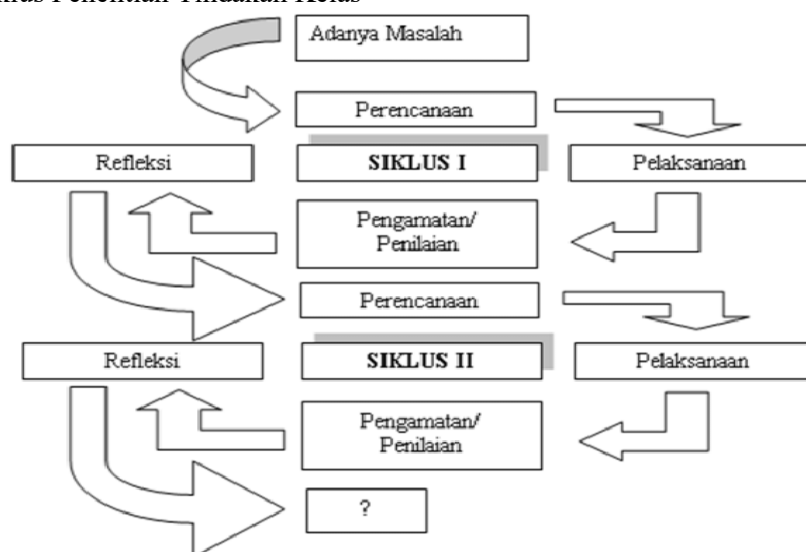 Adanya Masalah
Perencanaan
Refleksi
SIKLUS I
Pelaksanaan
Pengamatan/
Penilaian
Perencanaan
Refleksi
SIKLUS II
Pelaksanaan
Pengamatan/
Penilaian
?